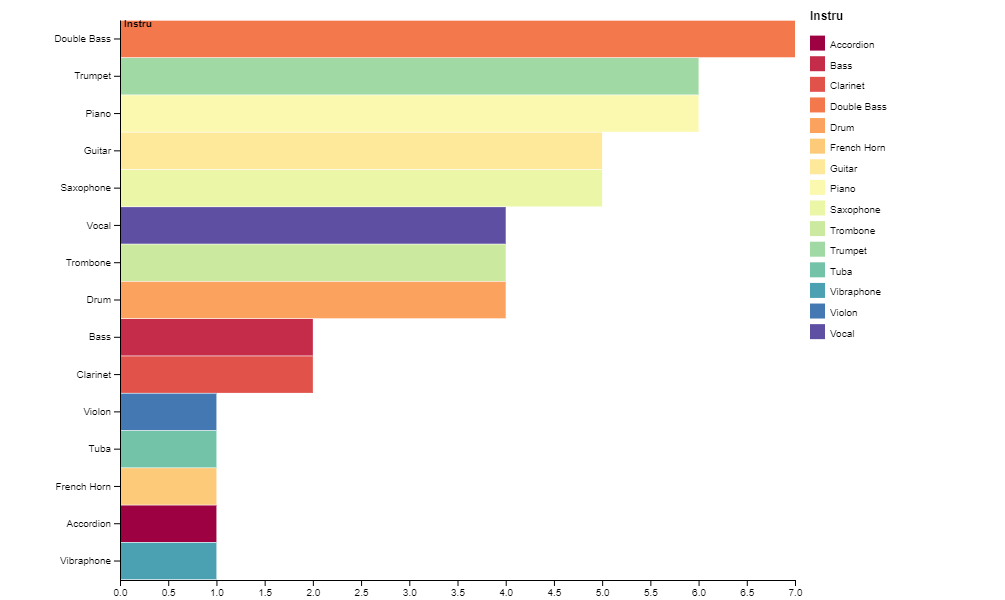 Instru
Double Bass
Trumpet
Piano
Guitar
Saxophone
Vocal
Trombone
Drum
Bass
Clarinet
Violon
Tuba
French Horn
Accordion
Vibraphone
0.0 0.5 1.0 1.5 2.0 2.5 3.0 3.5 4.0 4.5 5.0 5.5 6.0 6.5 7.0
Instru
Accordion
Bass
Clarinet
Double Bass
Drum
French Horn
Guitar
Piano
Saxophone
Trombone
Trumpet
Tuba
Vibraphone
Violon
Vocal